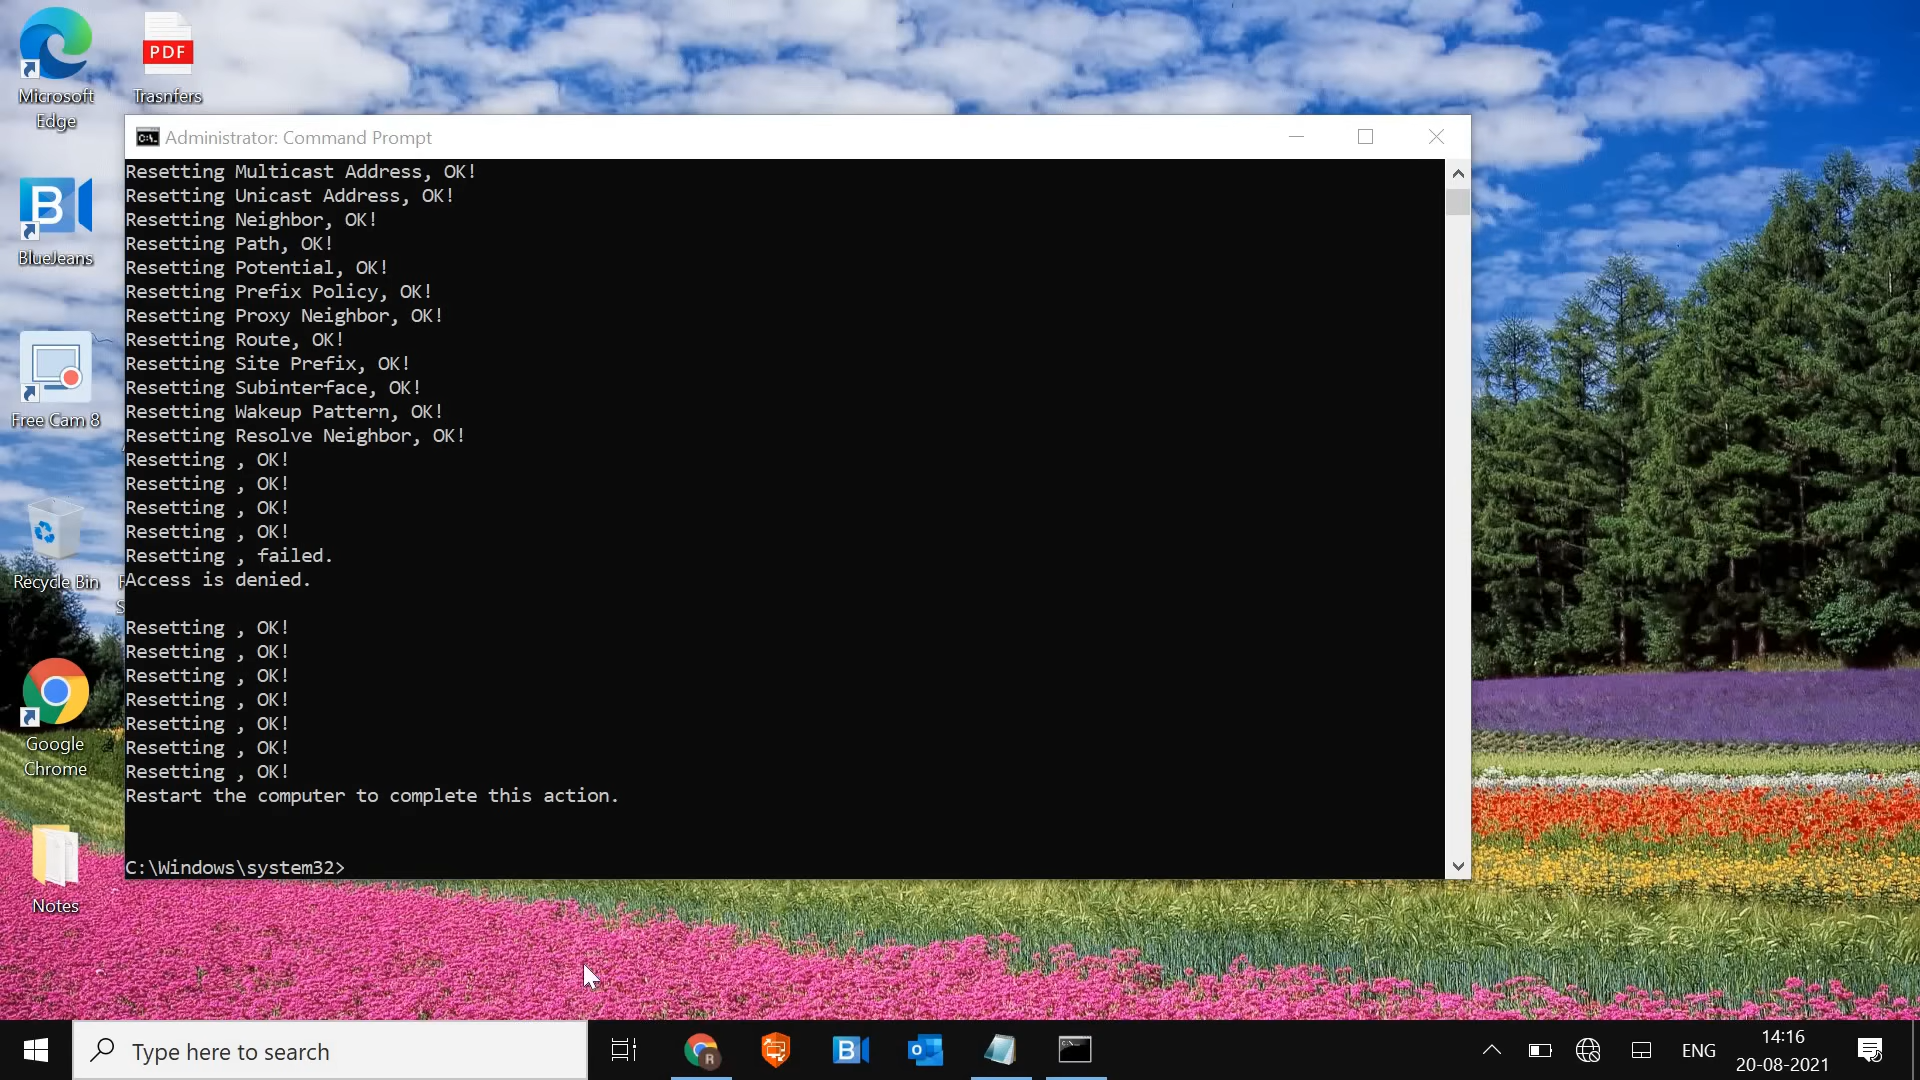 Microsoft
Edge
PDF
Trasnfers
Administrator: Command Prompt
B
BlueJeans
Free Cam 8
Recycle Bin
Google
Chrome
Notes
Resetting Multicast Address, OK!
Resetting Unicast Address, OK!
Resetting Neighbor, OK!
Resetting Path, OK!
Resetting Potential, OK!
Resetting Prefix Policy, OK!
Resetting Proxy Neighbor, OK!
Resetting Route, OK!
Resetting Site Prefix, OK!
Resetting Subinterface, OK!
Resetting Wakeup Pattern, OK!
Resetting Resolve Neighbor, OK!
Resetting , OK!
Resetting , OK!
Resetting , OK!
Resetting , OK!
Resetting , failed.
Access is denied.
Resetting , OK!
Resetting , OK!
Resetting , OK!
Resetting , OK!
Resetting , OK!
Resetting , OK!
Resetting , OK!
Restart the computer to complete this action.
C:\Windows\system32>
Type here to search
R
B
ENG
14:16
20-08-2021